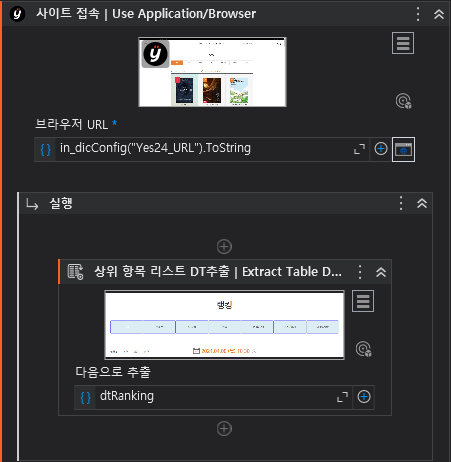 사이트 접속 | Use Application/Browser
브라우저 URL *
in_dicConfig("Yes24_URL").ToString
실행
상위 항목 리스트 DT추출 | Extract Table D...
랭킹
다음으로 추출
dtRanking